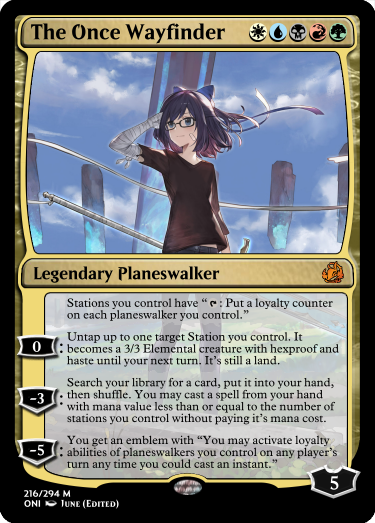 The Once Wayfinder
Legendary Planeswalker
Stations you control have “: Put a loyalty counter
on each planeswalker you control.”
0: Untap up to one target Station you control. It
becomes a 3/3 Elemental creature with hexproof and
haste until your next turn. It's still a land.
-3: Search your library for a card, put it into your hand,
then shuffle. You may cast a spell from your hand
with mana value less than or equal to the number of
stations you control without paying it's mana cost.
-5: You get an emblem with “You may activate loyalty
abilities of planeswalkers you control on any player's
turn any time you could cast an instant.”
5
216/294 M
ONI June (Edited)